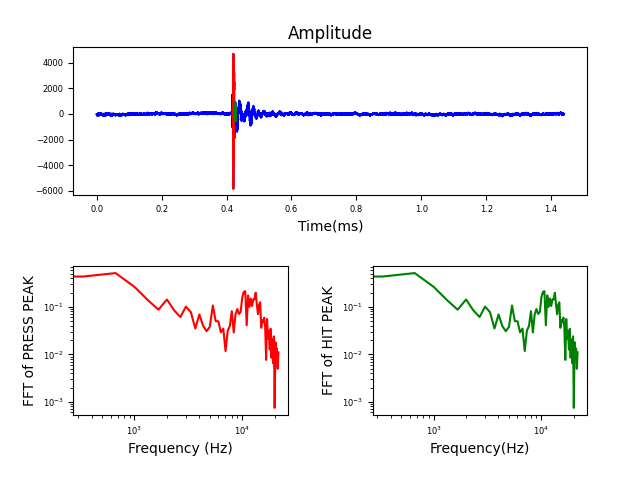 Amplitude
4000
2000
0
−2000
−4000
−6000
0.0 0.2 0.4 0.6 0.8 1.0 1.2 1.4
Time(ms)
FFT of PRESS PEAK
10⁻¹
10⁻²
10⁻³
10³ 10⁴
Frequency (Hz)
FFT of HIT PEAK
10⁻¹
10⁻²
10⁻³
10³ 10⁴
Frequency(Hz)